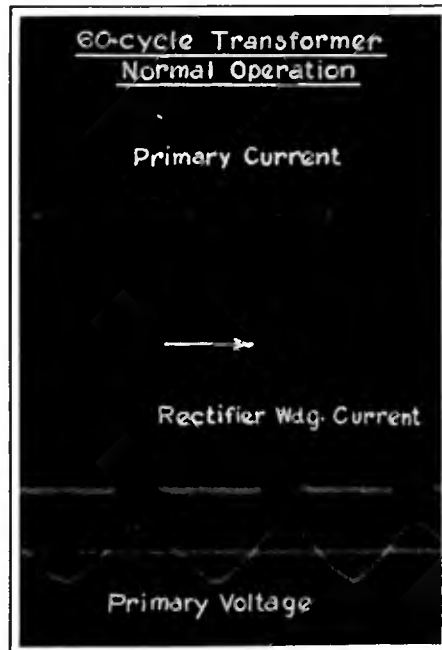 60-cycle Transformer
Normal Operation
Primary Current
Rectifier Wdg. Current
Primary Voltage